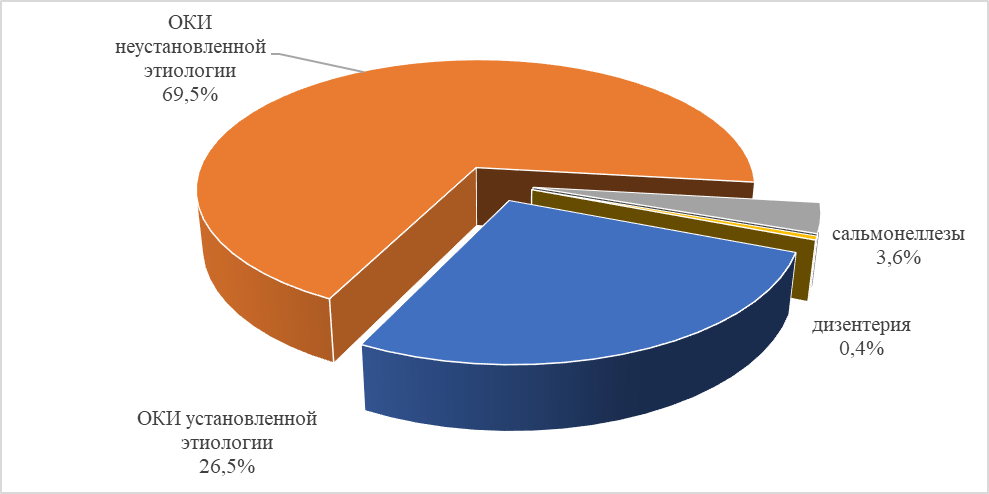 ОКИ
неустановленной
этиологии
69,5%
сальмонеллезы
3,6%
дизентерия
0,4%
ОКИ установленной
этиологии
26,5%